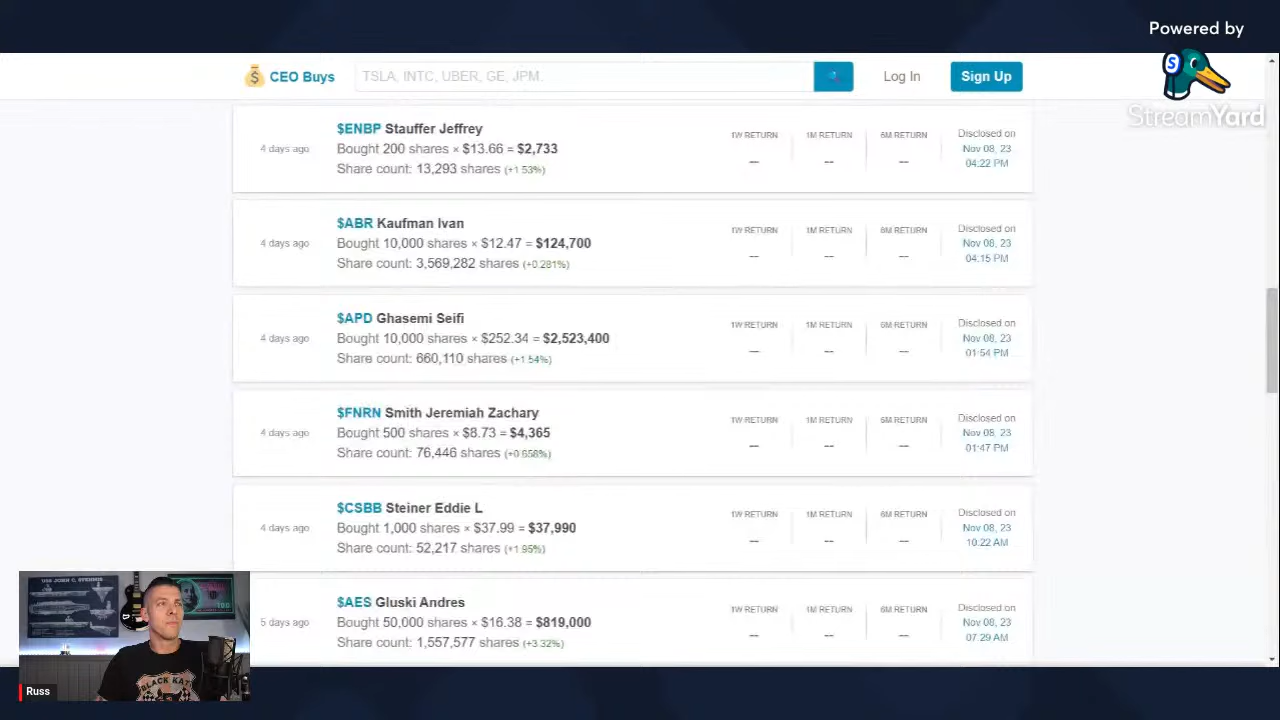 Powered by
StreamYard
CEO Buys
TSLA, INTC, UBER, GE, JPM.
Log In
Sign Up
4 days ago
$ENBP Stauffer Jeffrey
Bought 200 shares × $13.66 = $2,733
Share count: 13,293 shares (+1.53%)
1W RETURN 1M RETURN 6M RETURN
-- -- --
Disclosed on
Nov 08, 23
04:22 PM
4 days ago
$ABR Kaufman Ivan
Bought 10,000 shares × $12.47 = $124,700
Share count: 3,569,282 shares (+0.281%)
1W RETURN 1M RETURN 6M RETURN
-- -- --
Disclosed on
Nov 08, 23
04:15 PM
4 days ago
$APD Ghasemi Seifi
Bought 10,000 shares × $252.34 = $2,523,400
Share count: 660,110 shares (+1.54%)
1W RETURN 1M RETURN 6M RETURN
-- -- --
Disclosed on
Nov 08, 23
01:54 PM
4 days ago
$FNRN Smith Jeremiah Zachary
Bought 500 shares × $8.73 = $4,365
Share count: 76,446 shares (+0.658%)
1W RETURN 1M RETURN 6M RETURN
-- -- --
Disclosed on
Nov 08, 23
01:47 PM
4 days ago
$CSBB Steiner Eddie L
Bought 1,000 shares × $37.99 = $37,990
Share count: 52,217 shares (+1.95%)
1W RETURN 1M RETURN 6M RETURN
-- -- --
Disclosed on
Nov 08, 23
10:22 AM
5 days ago
$AES Gluski Andres
Bought 50,000 shares × $16.38 = $819,000
Share count: 1,557,577 shares (+3.32%)
1W RETURN 1M RETURN 6M RETURN
-- -- --
Disclosed on
Nov 08, 23
07:29 AM
USS JOHN C. STENNIS
100
BLACK KAT
Russ